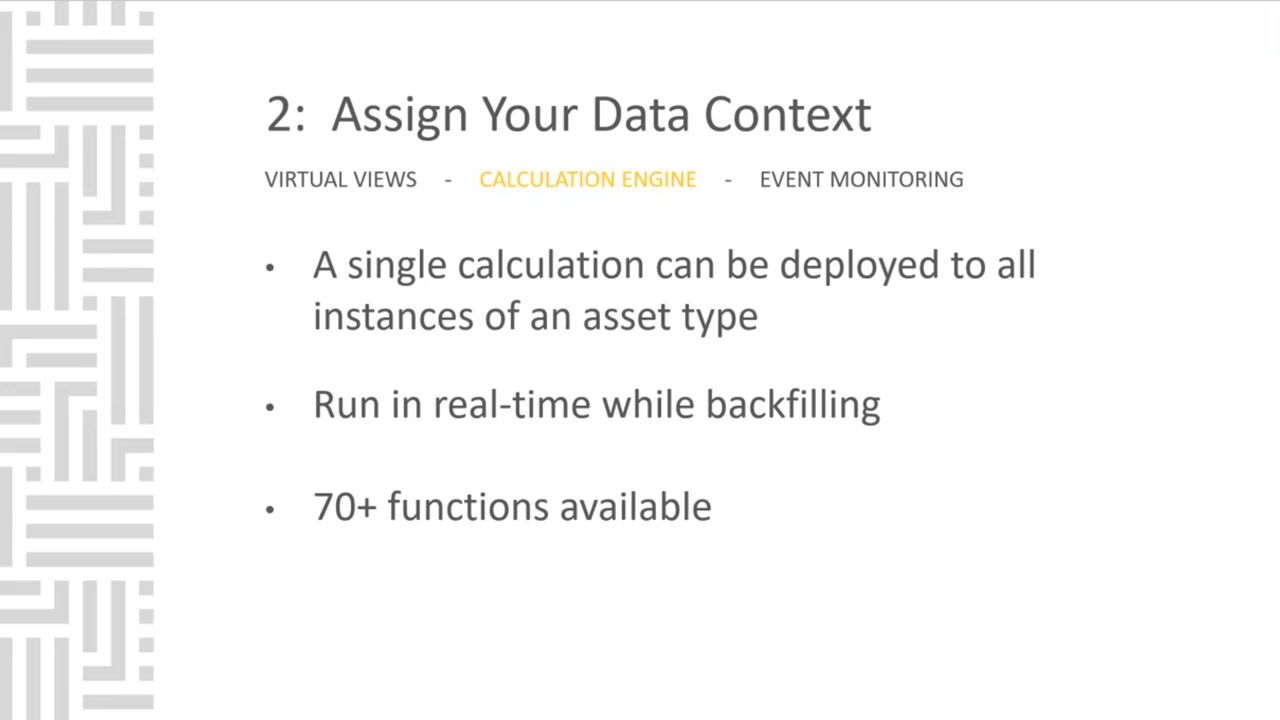 2: Assign Your Data Context
VIRTUAL VIEWS - CALCULATION ENGINE - EVENT MONITORING
• A single calculation can be deployed to all
instances of an asset type
• Run in real-time while backfilling
• 70+ functions available